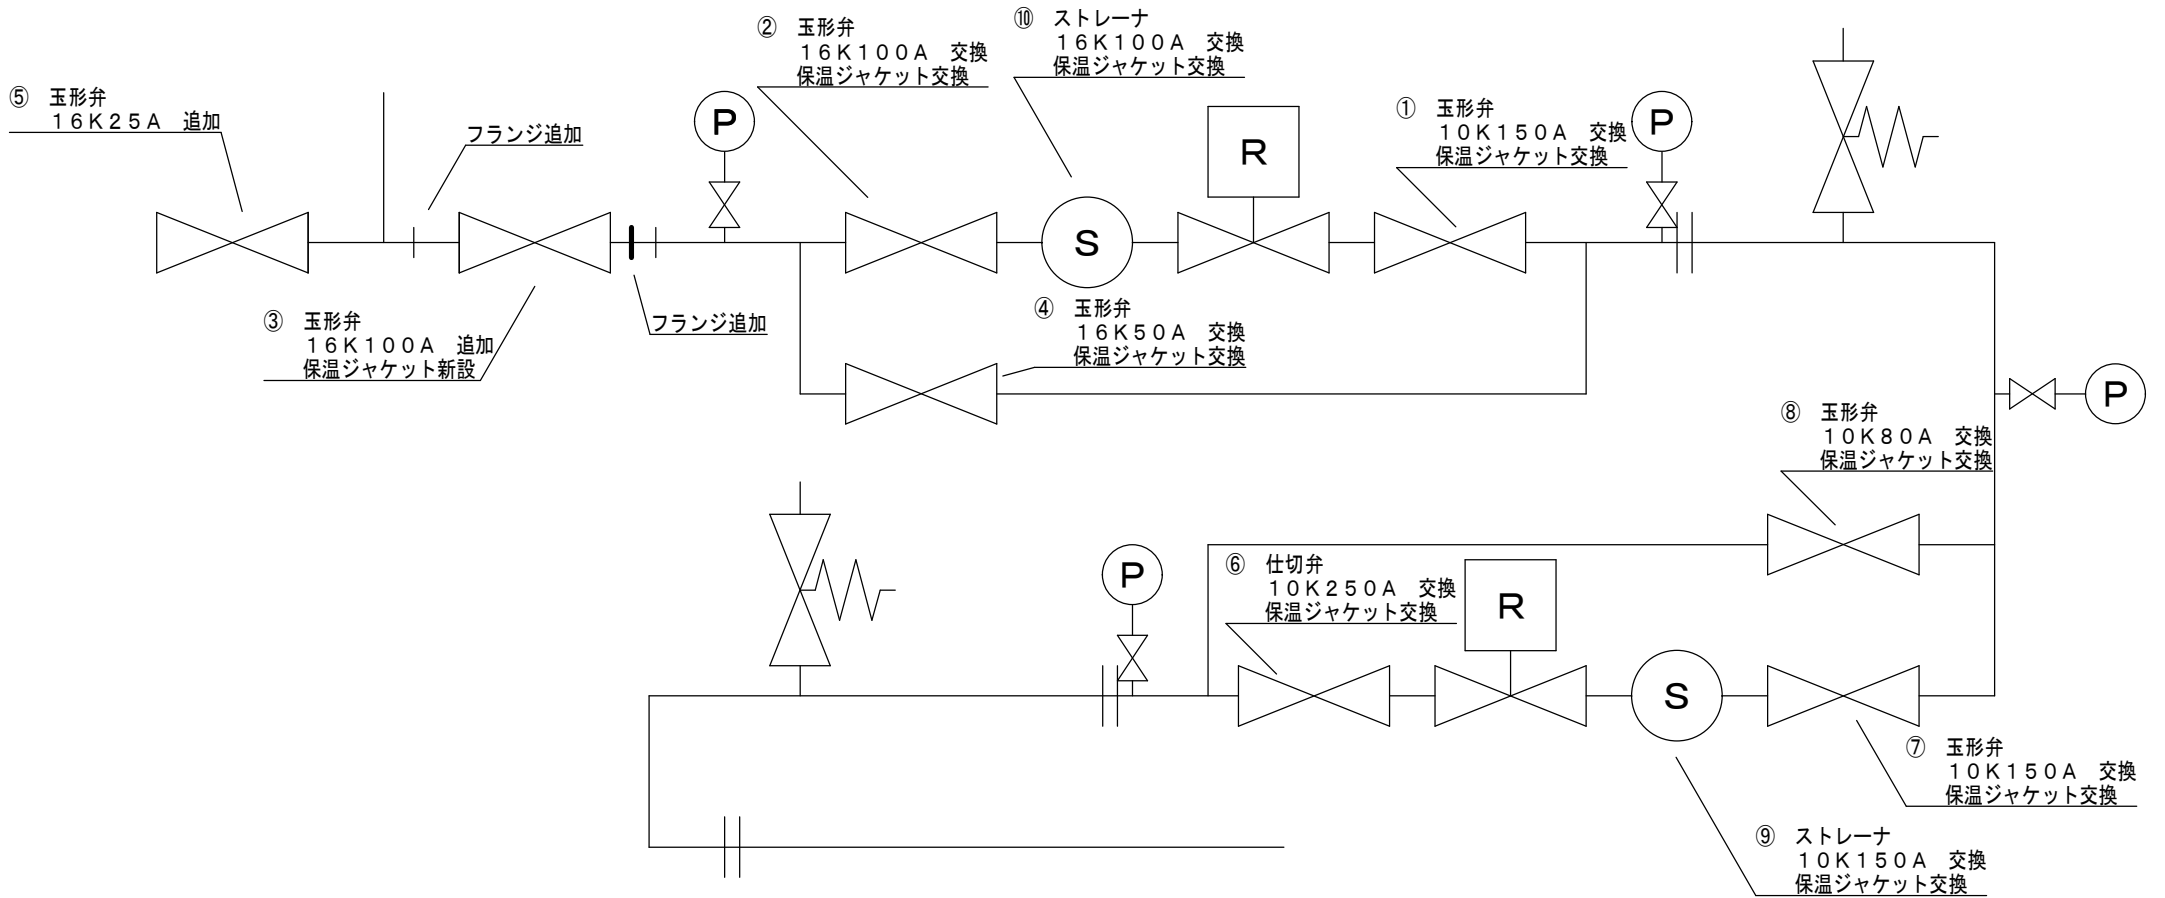 ⑤ 玉形弁
１６Ｋ２５Ａ 追加
フランジ追加
③ 玉形弁
１６Ｋ１００Ａ 追加
保温ジャケット新設
フランジ追加
P
② 玉形弁
１６Ｋ１００Ａ 交換
保温ジャケット交換
⑩ ストレーナ
１６Ｋ１００Ａ 交換
保温ジャケット交換
S
R
① 玉形弁
１０Ｋ１５０Ａ 交換
保温ジャケット交換
P
④ 玉形弁
１６Ｋ５０Ａ 交換
保温ジャケット交換
P
⑧ 玉形弁
１０Ｋ８０Ａ 交換
保温ジャケット交換
P
⑥ 仕切弁
１０Ｋ２５０Ａ 交換
保温ジャケット交換
R
S
⑦ 玉形弁
１０Ｋ１５０Ａ 交換
保温ジャケット交換
⑨ ストレーナ
１０Ｋ１５０Ａ 交換
保温ジャケット交換